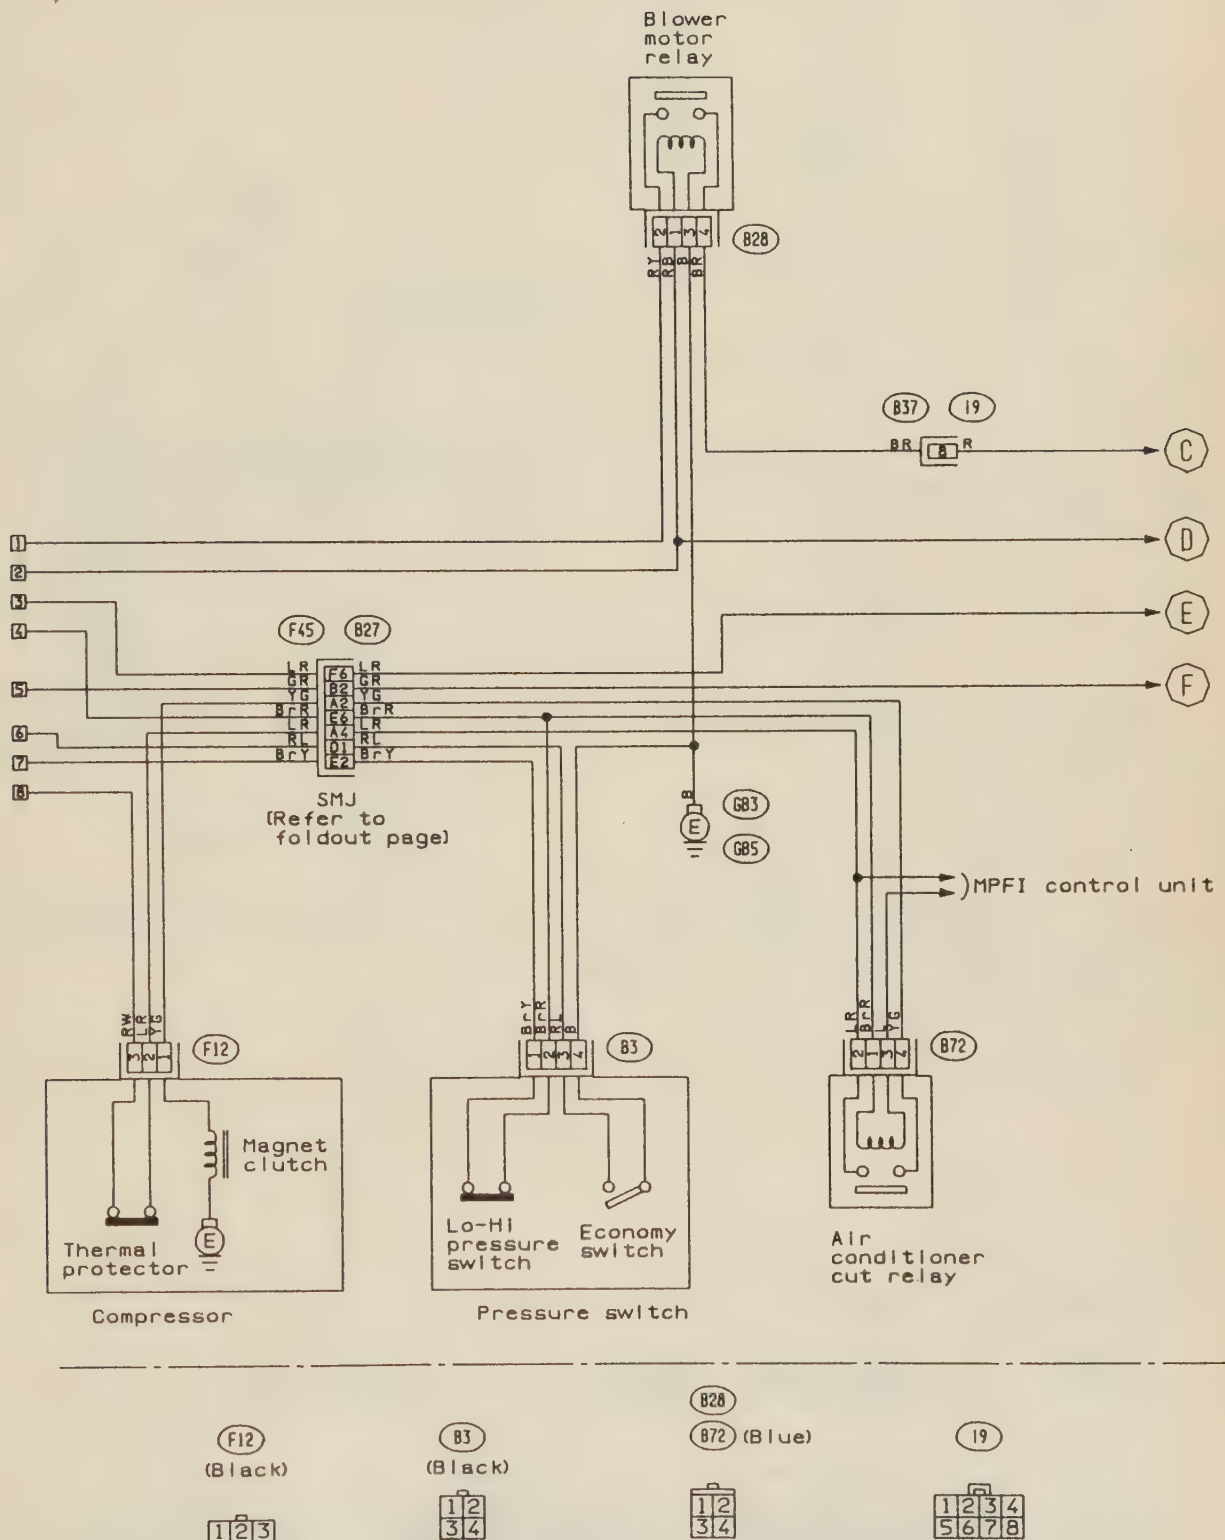 Blower
motor
relay
2 1 3 4
B28
RY RB B BR
B37 i9
BR 8 R
C
1
D
2
3
E
4
F45 B27
LR F6 LR
GR B2 GR
5
F
YG A2 YG
BrR E6 BrR
LR A4 LR
6
RL D1 RL
7
BrY E2 BrY
8
SMJ
(Refer to
foldout page)
B
E
GB3
GB5
MPFI control unit
RW LR YG
3 2 1
F12
BrY BrR RL B
1 2 3 4
B3
LR BrR L YG
2 1 3 4
B72
Magnet
clutch
E
Thermal
protector
Compressor
Lo-Hi
pressure
switch
Economy
switch
Pressure switch
Air
conditioner
cut relay
F12
(Black)
1 2 3
B3
(Black)
1 2
3 4
B28
B72 (Blue)
1 2
3 4
i9
1 2 3 4
5 6 7 8